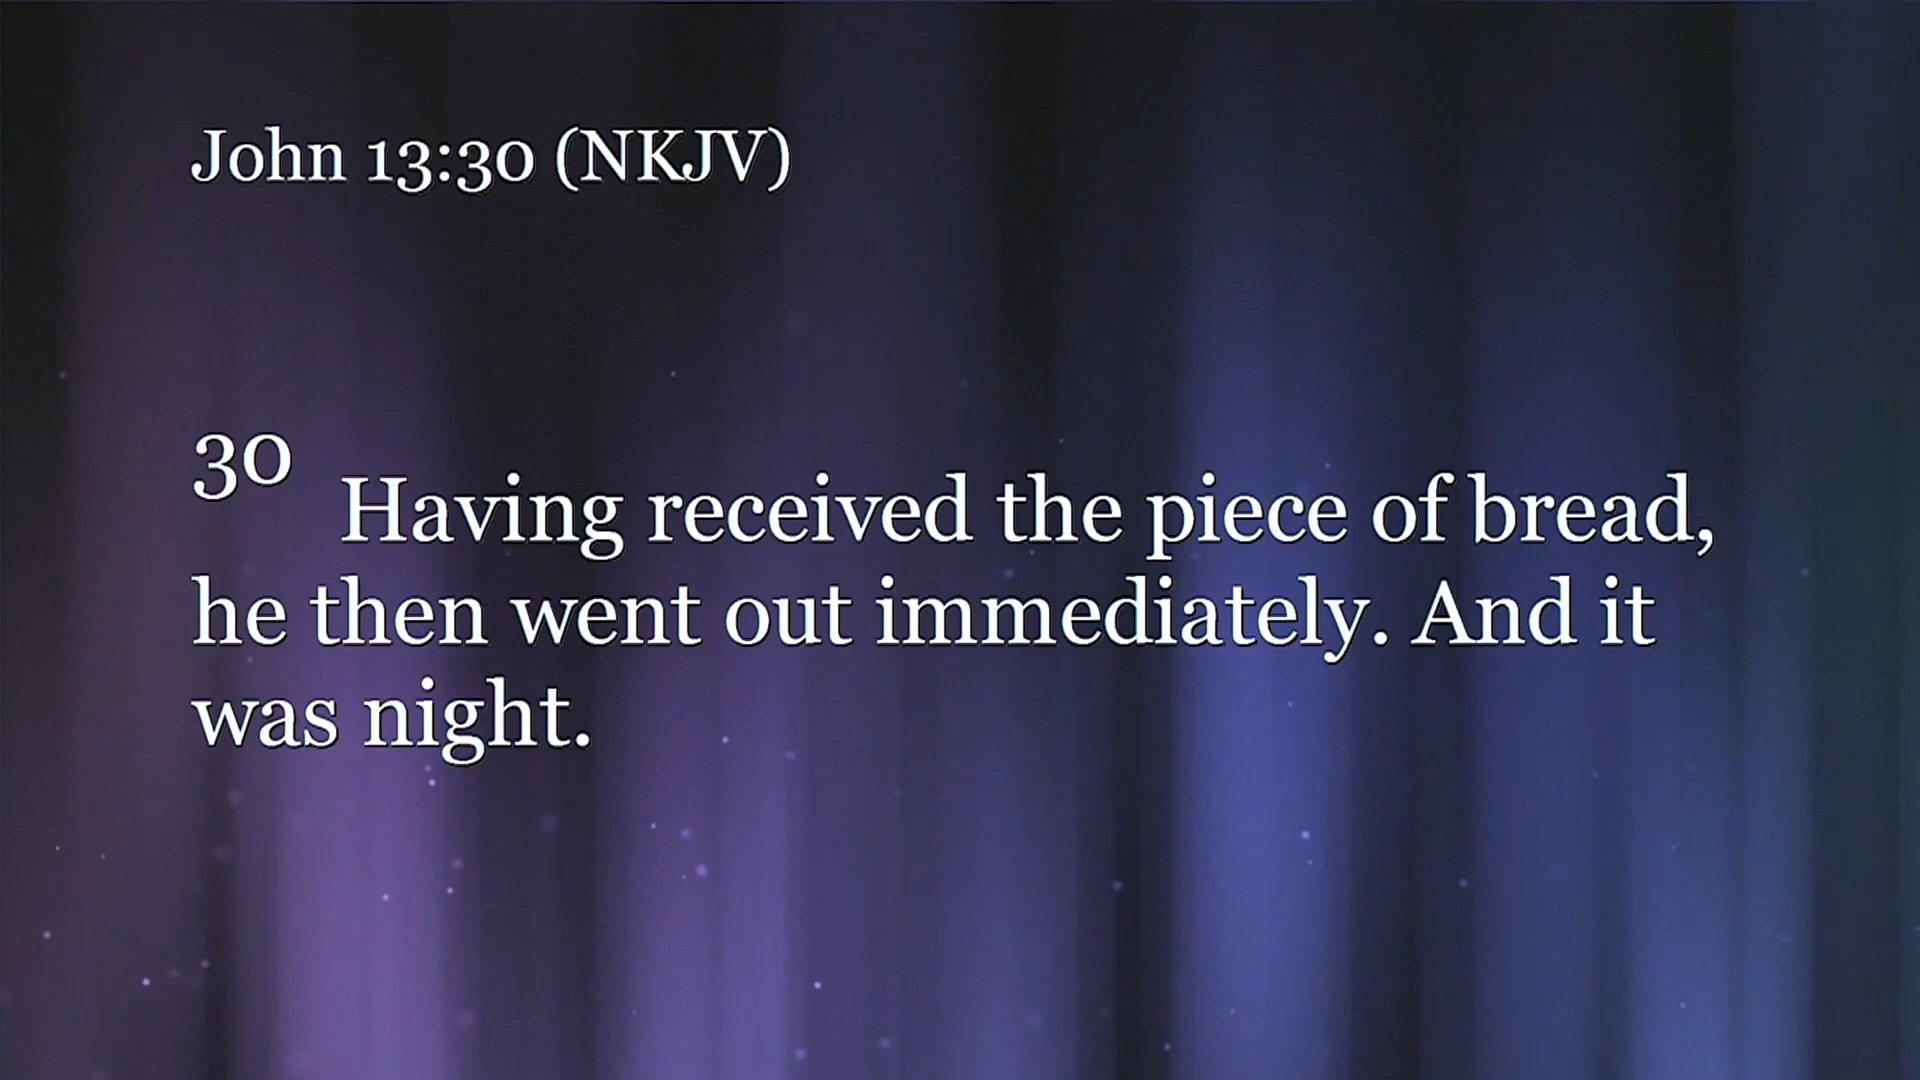 John 13:30 (NKJV)
30 Having received the piece of bread,
he then went out immediately. And it
was night.